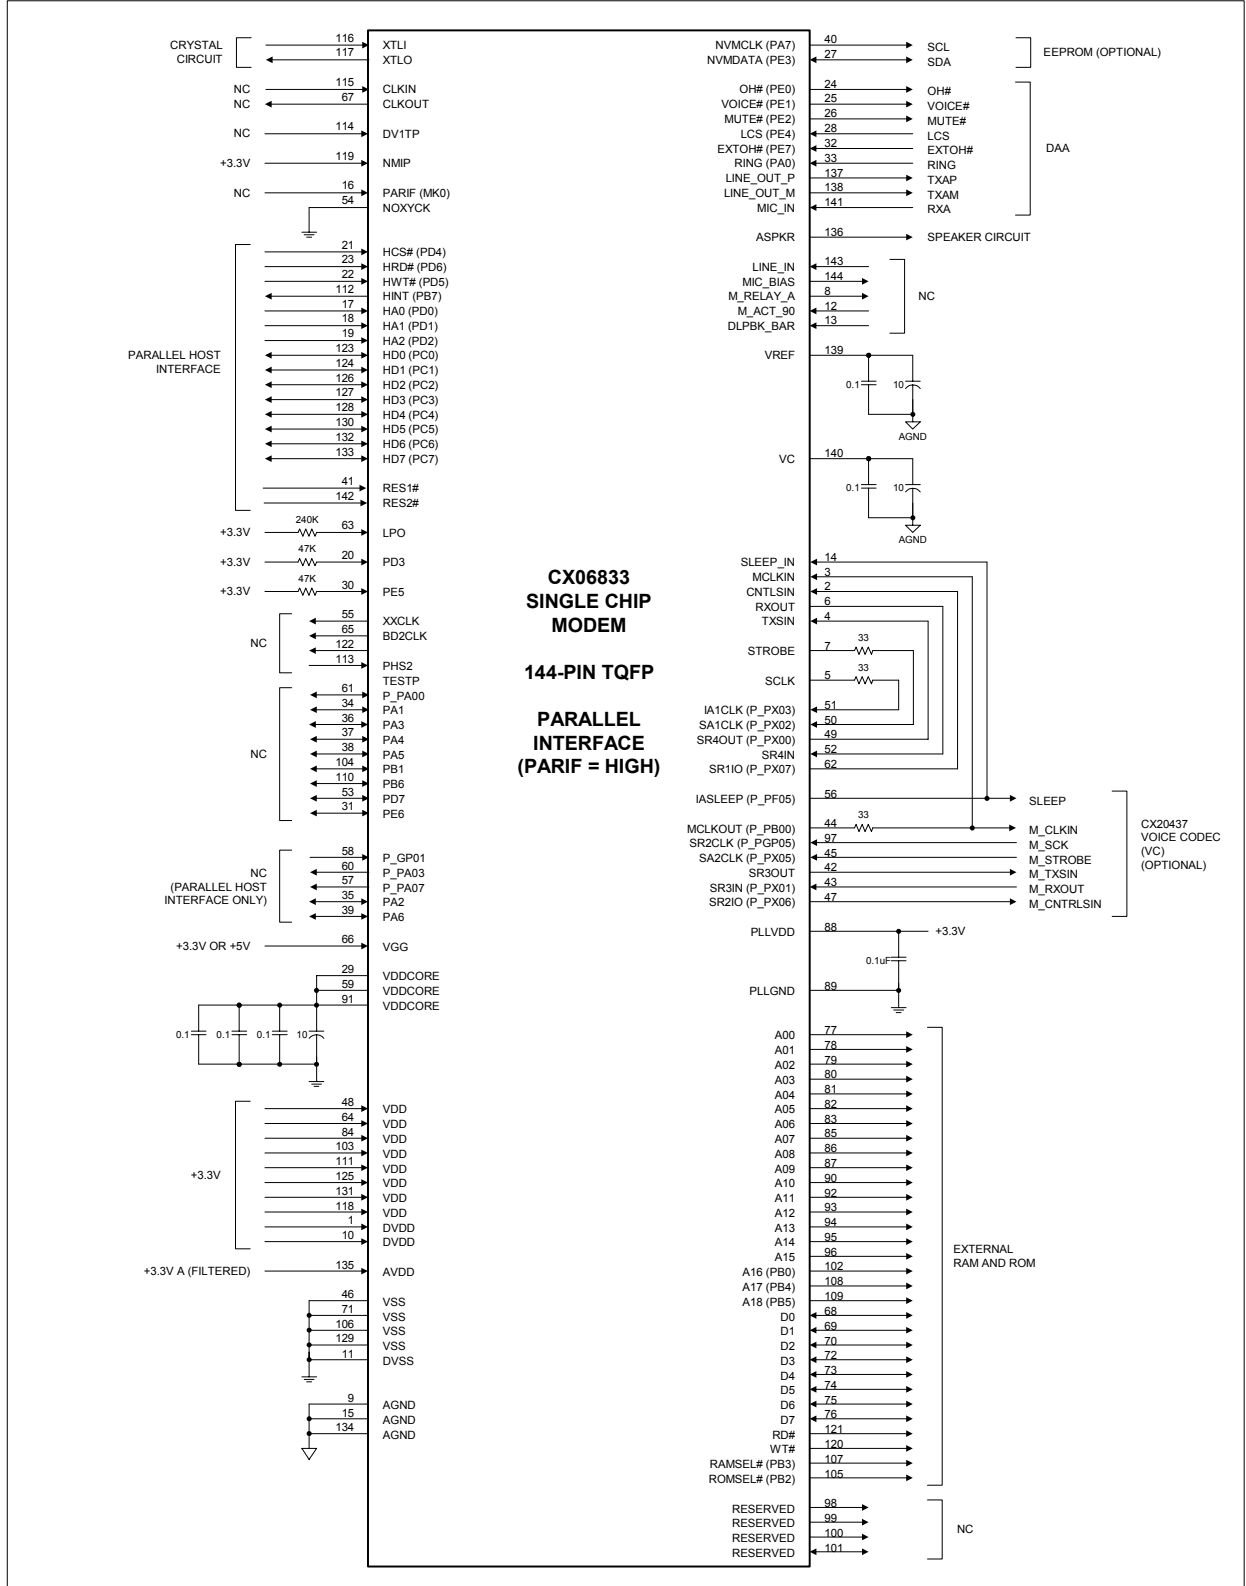 CRYSTAL
CIRCUIT
116 XTLI
117 XTLO
NC 115 CLKIN
NC 67 CLKOUT
NC 114 DV1TP
+3.3V 119 NMIP
NC 16 PARIF (MK0)
54 NOXYCK
PARALLEL HOST
INTERFACE
21 HCS# (PD4)
23 HRD# (PD6)
22 HWT# (PD5)
112 HINT (PB7)
17 HA0 (PD0)
18 HA1 (PD1)
19 HA2 (PD2)
123 HD0 (PC0)
124 HD1 (PC1)
126 HD2 (PC2)
127 HD3 (PC3)
128 HD4 (PC4)
130 HD5 (PC5)
132 HD6 (PC6)
133 HD7 (PC7)
41 RES1#
142 RES2#
+3.3V 240K 63 LPO
+3.3V 47K 20 PD3
+3.3V 47K 30 PE5
NC
55 XXCLK
65 BD2CLK
122
113 PHS2
TESTP
NC
61 P_PA00
34 PA1
36 PA3
37 PA4
38 PA5
104 PB1
110 PB6
53 PD7
31 PE6
NC
(PARALLEL HOST
INTERFACE ONLY)
58 P_GP01
60 P_PA03
57 P_PA07
35 PA2
39 PA6
+3.3V OR +5V 66 VGG
29 VDDCORE
59 VDDCORE
91 VDDCORE
0.1 0.1 0.1 10
+3.3V
48 VDD
64 VDD
84 VDD
103 VDD
111 VDD
125 VDD
131 VDD
118 VDD
1 DVDD
10 DVDD
+3.3V A (FILTERED) 135 AVDD
46 VSS
71 VSS
106 VSS
129 VSS
11 DVSS
9 AGND
15 AGND
134 AGND
CX06833
SINGLE CHIP
MODEM
144-PIN TQFP
PARALLEL
INTERFACE
(PARIF = HIGH)
NVMCLK (PA7) 40 SCL
NVMDATA (PE3) 27 SDA
EEPROM (OPTIONAL)
OH# (PE0) 24 OH#
VOICE# (PE1) 25 VOICE#
MUTE# (PE2) 26 MUTE#
LCS (PE4) 28 LCS
EXTOH# (PE7) 32 EXTOH#
RING (PA0) 33 RING
LINE_OUT_P 137 TXAP
LINE_OUT_M 138 TXAM
MIC_IN 141 RXA
DAA
ASPKR 136 SPEAKER CIRCUIT
LINE_IN 143
MIC_BIAS 144
M_RELAY_A 8
M_ACT_90 12
DLPBK_BAR 13
NC
VREF 139
0.1 10
AGND
VC 140
0.1 10
AGND
SLEEP_IN 14
MCLKIN 3
CNTLSIN 2
RXOUT 6
TXSIN 4
STROBE 7 33
SCLK 5 33
IA1CLK (P_PX03) 51
SA1CLK (P_PX02) 50
SR4OUT (P_PX00) 49
SR4IN 52
SR1IO (P_PX07) 62
IASLEEP (P_PF05) 56 SLEEP
MCLKOUT (P_PB00) 44 33 M_CLKIN
SR2CLK (P_PGP05) 97 M_SCK
SA2CLK (P_PX05) 45 M_STROBE
SR3OUT 42 M_TXSIN
SR3IN (P_PX01) 43 M_RXOUT
SR2IO (P_PX06) 47 M_CNTRLSIN
CX20437
VOICE CODEC
(VC)
(OPTIONAL)
PLLVDD 88 +3.3V
0.1uF
PLLGND 89
A00 77
A01 78
A02 79
A03 80
A04 81
A05 82
A06 83
A07 85
A08 86
A09 87
A10 90
A11 92
A12 93
A13 94
A14 95
A15 96
A16 (PB0) 102
A17 (PB4) 108
A18 (PB5) 109
D0 68
D1 69
D2 70
D3 72
D4 73
D5 74
D6 75
D7 76
RD# 121
WT# 120
RAMSEL# (PB3) 107
ROMSEL# (PB2) 105
EXTERNAL
RAM AND ROM
RESERVED 98
RESERVED 99
RESERVED 100
RESERVED 101
NC